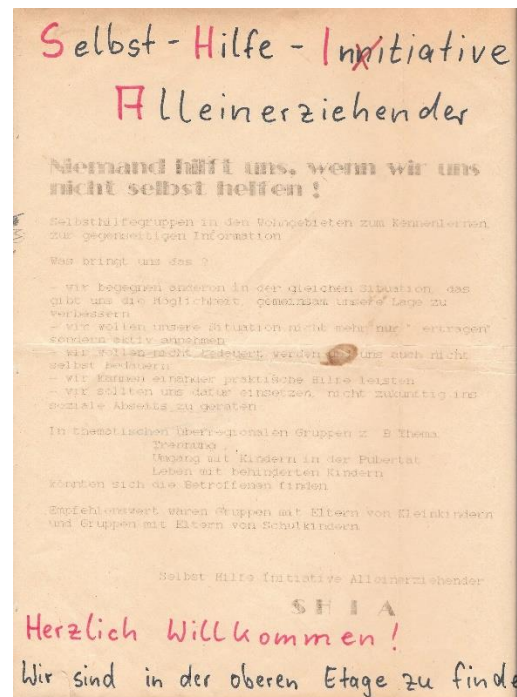 Selbst-Hilfe-Initiative
Alleinerziehender
Niemand hilft uns, wenn wir uns
nicht selbst helfen !
Selbsthilfegruppen in den Wohngebieten zum Kennenlernen,
zur gegenseitigen Information
Was bringt uns das ?
- wir begegnen anderen in der gleichen Situation, das
gibt uns die Möglichkeit, gemeinsam unsere Lage zu
verbessern
- wir wollen unsere Situation nicht mehr nur " ertragen"
sondern aktiv annehmen
- wir wollen nicht bedauert werden und uns auch nicht
selbst bedauern
- wir können einander praktische Hilfe leisten
- wir sollten uns dafür einsetzen, nicht zukünftig ins
soziale Abseits zu geraten
In thematischen überregionalen Gruppen z. B Thema
Trennung
Umgang mit Kindern in der Pubertät
Leben mit behinderten Kindern
könnten sich die Betroffenen finden
Empfehlenswert wären Gruppen mit Eltern von Kleinkindern
und Gruppen mit Eltern von Schulkindern
Selbst Hilfe Initiative Alleinerziehender
S H I A
Herzlich Willkommen!
Wir sind in der oberen Etage zu finde